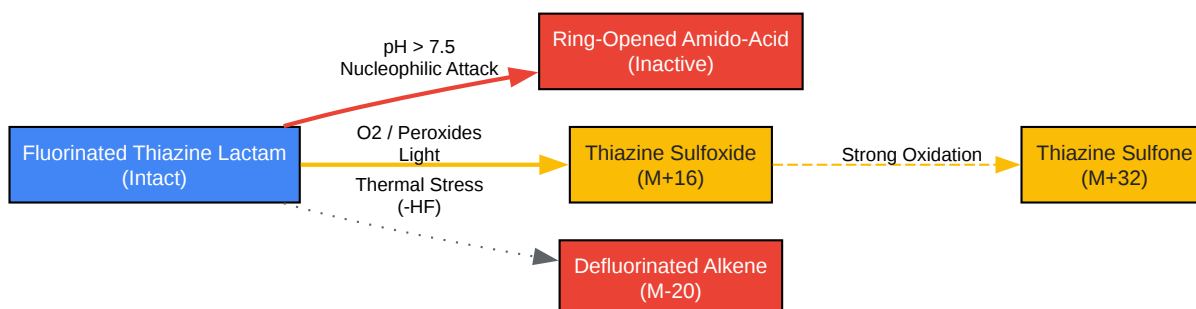 pH > 7.5
Nucleophilic Attack
Ring-Opened Amido-Acid
(Inactive)
Fluorinated Thiazine Lactam
(Intact)
O2 / Peroxides
Light
Thiazine Sulfoxide
(M+16)
Strong Oxidation
Thiazine Sulfone
(M+32)
Thermal Stress
(-HF)
Defluorinated Alkene
(M-20)